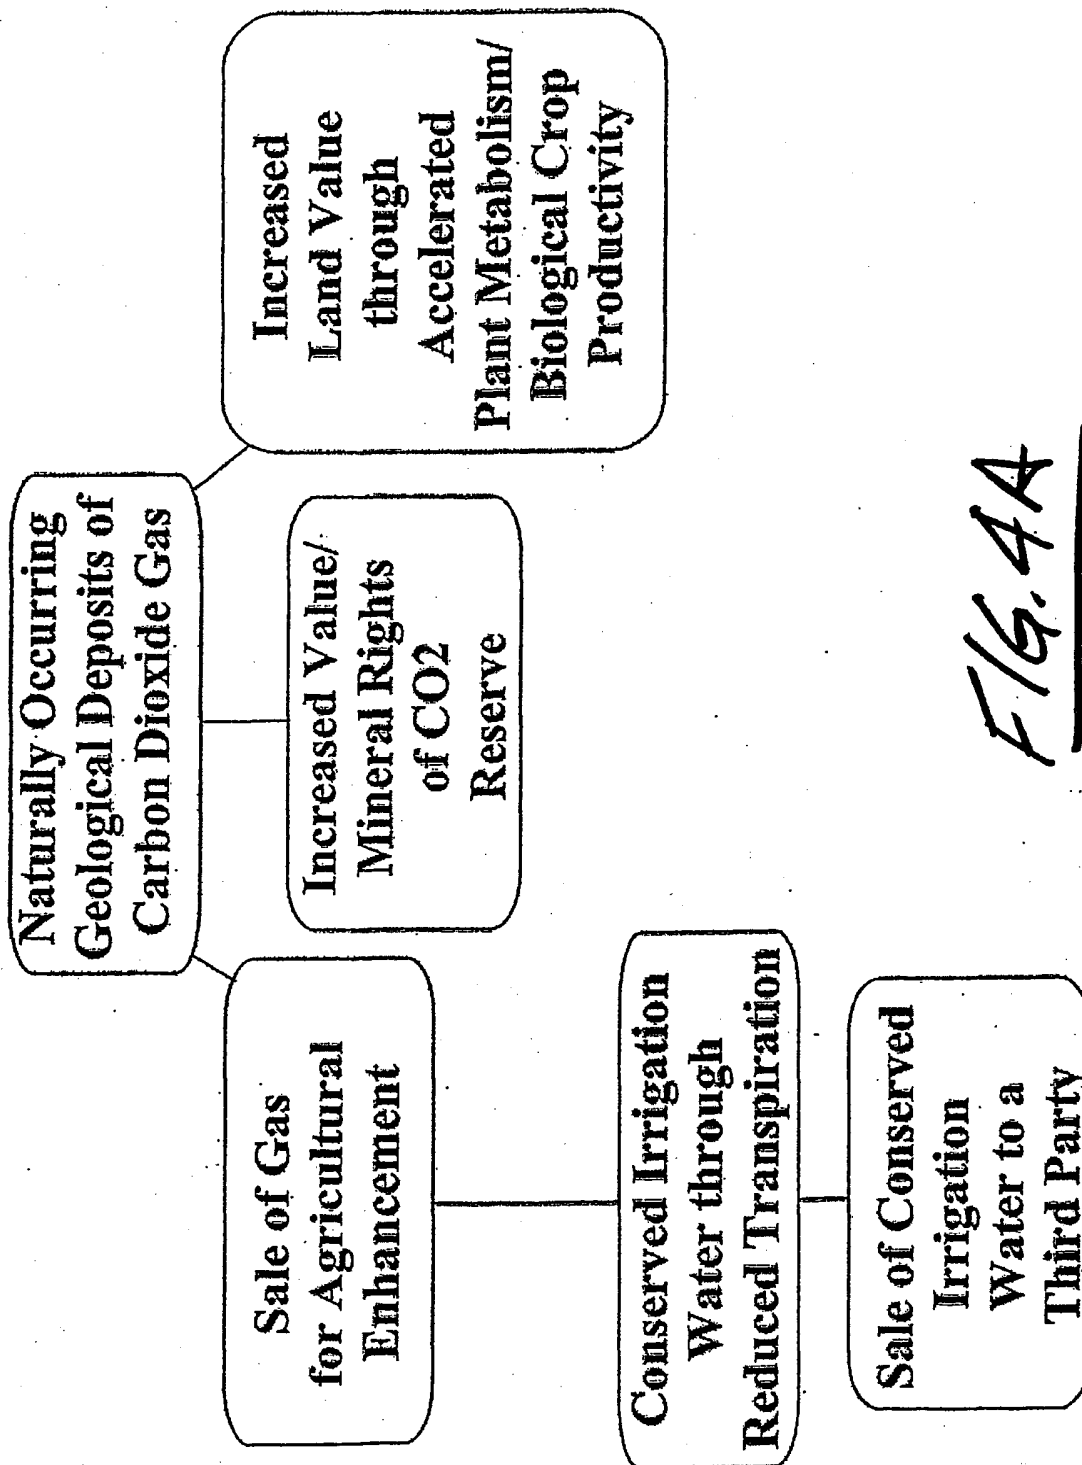 Naturally Occurring
Geological Deposits of
Carbon Dioxide Gas
Sale of Gas
for Agricultural
Enhancement
Increased Value/
Mineral Rights
of CO2
Reserve
Increased
Land Value
through
Accelerated
Plant Metabolism/
Biological Crop
Productivity
Conserved Irrigation
Water through
Reduced Transpiration
Sale of Conserved
Irrigation
Water to a
Third Party
FIG. 4A